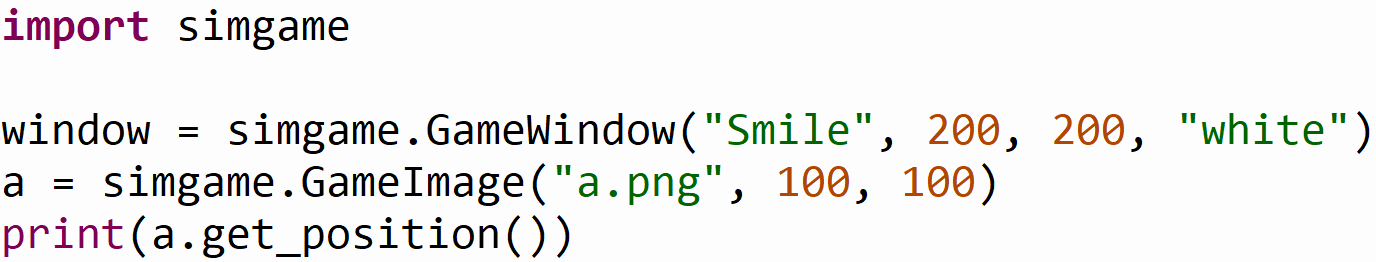 import simgame
window = simgame.GameWindow("Smile", 200, 200, "white")
a = simgame.GameImage("a.png", 100, 100)
print(a.get_position())